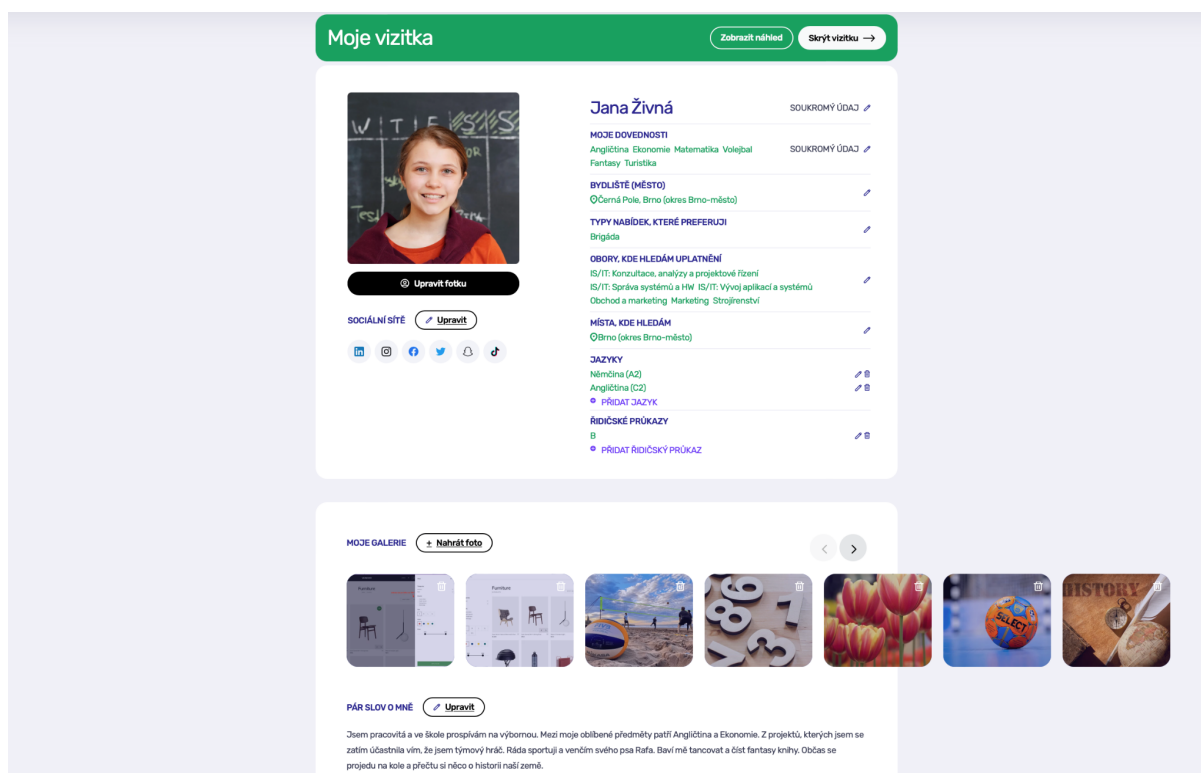 Moje vizitka
Zobrazit náhled
Skrýt vizitku →
WITESIS
Jana Živná
SOUKROMÝ ÚDAJ
MOJE DOVEDNOSTI
Angličtina Ekonomie Matematika Volejbal
SOUKROMÝ ÚDAJ
Fantasy Turistika
BYDLIŠTĚ (MĚSTO)
Černá Pole, Brno (okres Brno-město)
TYPY NABÍDEK, KTERÉ PREFERUJI
Brigáda
OBORY, KDE HLEDÁM UPLATNĚNÍ
IS/IT: Konzultace, analýzy a projektové řízení
IS/IT: Správa systémů a HW IS/IT: Vývoj aplikací a systémů
Obchod a marketing Marketing Strojírenství
MÍSTA, KDE HLEDÁM
Brno (okres Brno-město)
JAZYKY
Němčina (A2)
Angličtina (C2)
PŘIDAT JAZYK
ŘIDIČSKÉ PRŮKAZY
B
PŘIDAT ŘIDIČSKÝ PRŮKAZ
Upravit fotku
SOCIÁLNÍ SÍTĚ
Upravit
MOJE GALERIE
+ Nahrát foto
Furniture
Furniture
SELECT
HISTORY
PÁR SLOV O MNĚ
Upravit
Jsem pracovitá a ve škole prospívám na výbornou. Mezi moje oblíbené předměty patří Angličtina a Ekonomie. Z projektů, kterých jsem se
zatím účastnila vím, že jsem týmový hráč. Ráda sportuji a venčím svého psa Rafa. Baví mě tancovat a číst fantasy knihy. Občas se
projedu na kole a přečtu si něco o historii naší země.